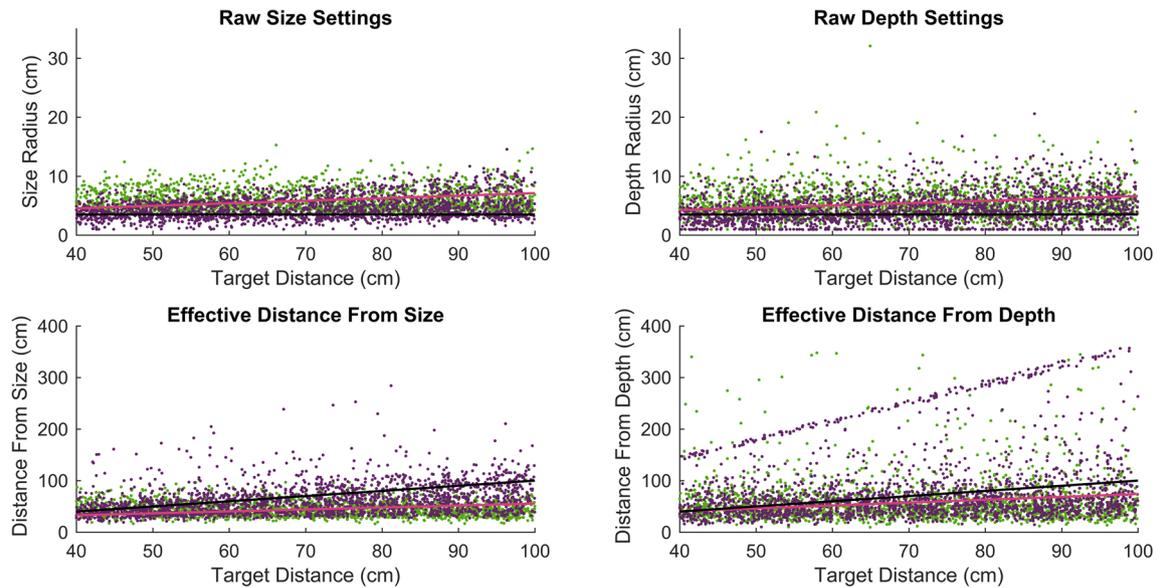 Raw Size Settings
Size Radius (cm)
30
20
10
0
40 50 60 70 80 90 100
Target Distance (cm)
Raw Depth Settings
Depth Radius (cm)
30
20
10
0
40 50 60 70 80 90 100
Target Distance (cm)
Effective Distance From Size
Distance From Size (cm)
400
300
200
100
0
40 50 60 70 80 90 100
Target Distance (cm)
Effective Distance From Depth
Distance From Depth (cm)
400
300
200
100
0
40 50 60 70 80 90 100
Target Distance (cm)